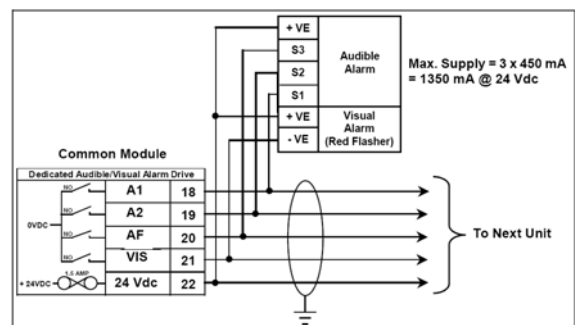 + VE
S3
S2
S1
Audible
Alarm
+ VE
- VE
Visual
Alarm
(Red Flasher)
Max. Supply = 3 x 450 mA
= 1350 mA @ 24 Vdc
Common Module
Dedicated Audible/Visual Alarm Drive
NO
A1
18
NO
A2
19
0VDC
NO
AF
20
NO
VIS
21
+ 24VDC
1.5 AMP
24 Vdc
22
To Next Unit